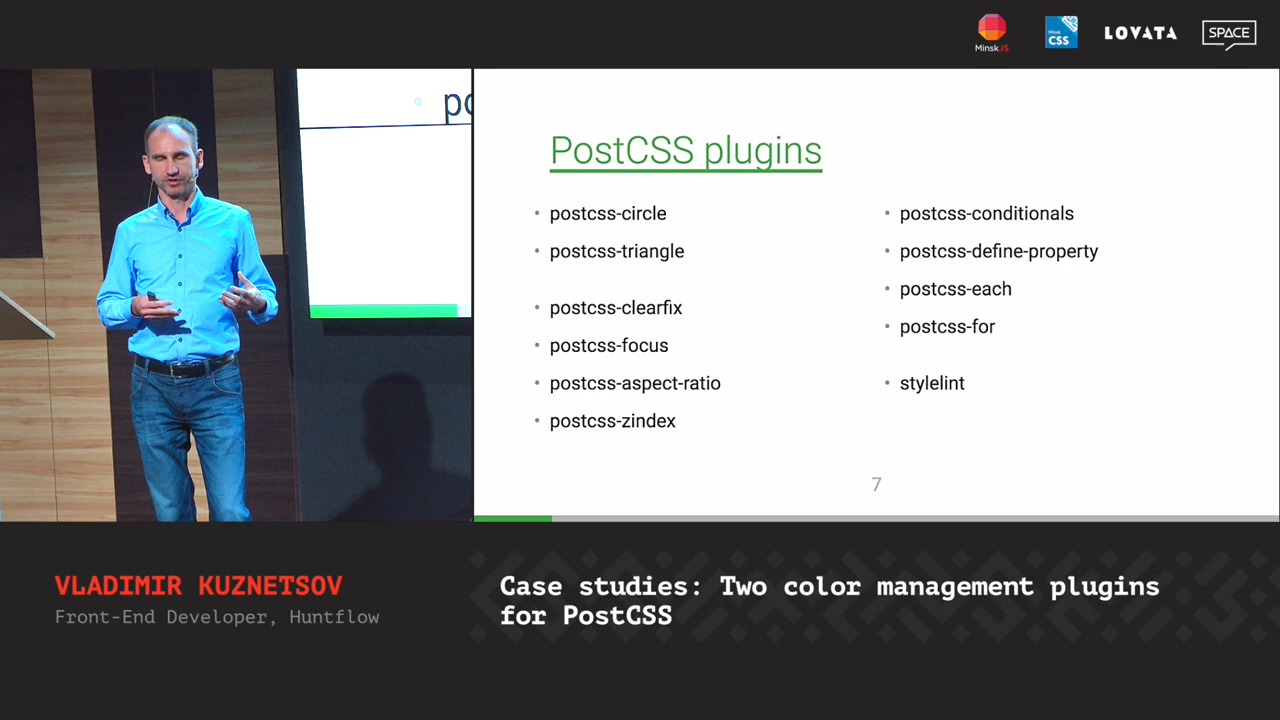 MinskJS
Minsk
CSS
LOVATA
SPACE
po
PostCSS plugins
postcss-circle
postcss-triangle
postcss-clearfix
postcss-focus
postcss-aspect-ratio
postcss-zindex
postcss-conditionals
postcss-define-property
postcss-each
postcss-for
stylelint
7
VLADIMIR KUZNETSOV
Front-End Developer, Huntflow
Case studies: Two color management plugins
for PostCSS